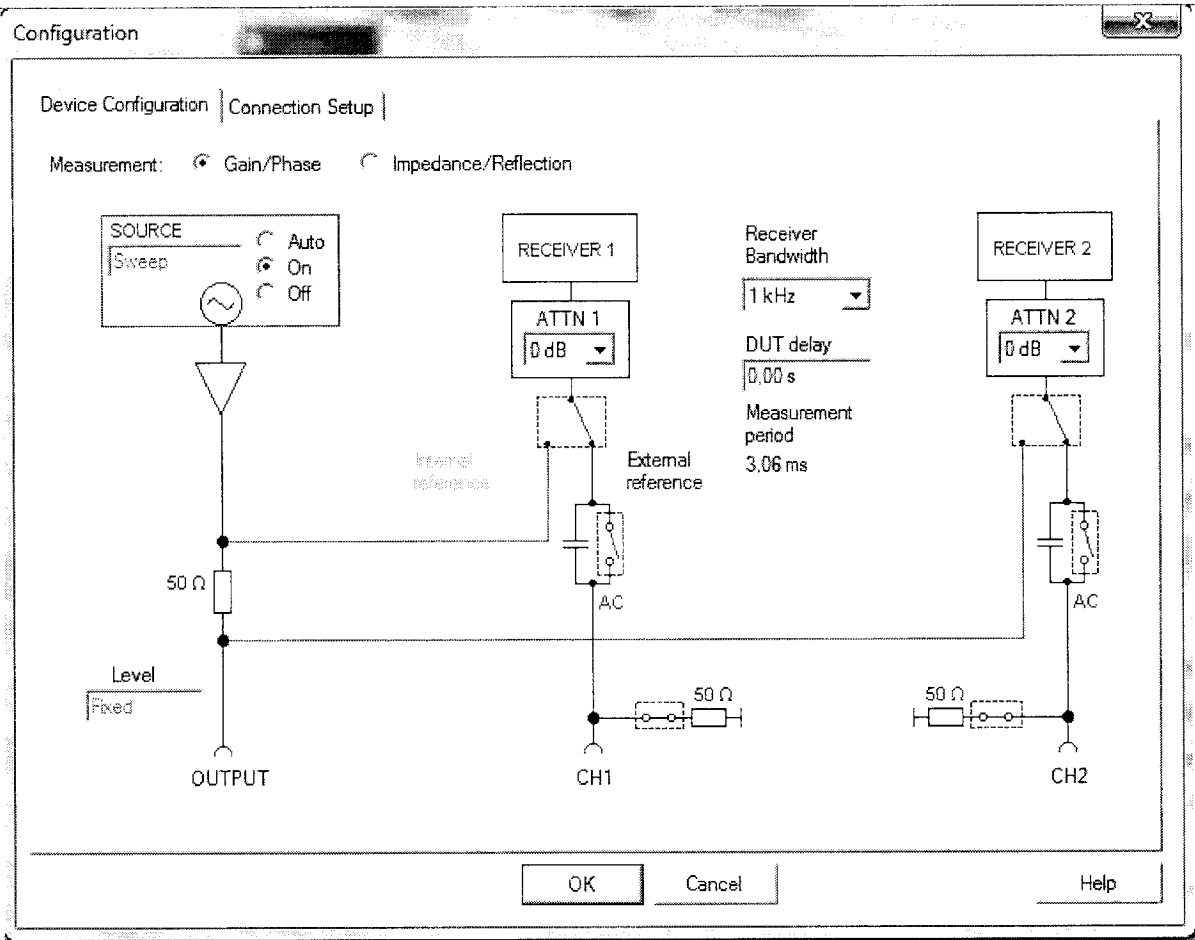 Configuration
Device Configuration
Connection Setup
Measurement:
Gain/Phase
Impedance/Reflection
SOURCE
Sweep
Auto
On
Off
RECEIVER 1
ATTN 1
0 dB
Receiver
Bandwidth
1 kHz
DUT delay
0,00 s
Measurement
period
3,06 ms
RECEIVER 2
ATTN 2
0 dB
Internal
reference
External
reference
50 Ω
AC
AC
Level
Fixed
50 Ω
50 Ω
OUTPUT
CH1
CH2
OK
Cancel
Help